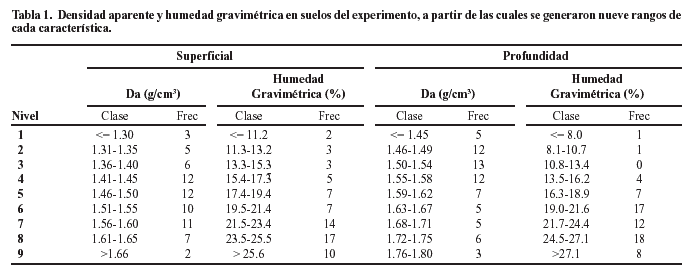 Tabla 1. Densidad aparente y humedad gravimétrica en suelos del experimento, a partir de las cuales se generaron nueve rangos de
cada característica.
Superficial Profundidad
Humedad Humedad
Da (g/cm³) Gravimétrica (%) Da (g/cm³) Gravimétrica (%)
Nivel Clase Frec Clase Frec Clase Frec Clase Frec
1 <= 1.30 3 <= 11.2 2 <= 1.45 5 <= 8.0 1
2 1.31-1.35 5 11.3-13.2 3 1.46-1.49 12 8.1-10.7 1
3 1.36-1.40 6 13.3-15.3 3 1.50-1.54 13 10.8-13.4 0
4 1.41-1.45 12 15.4-17.3 5 1.55-1.58 12 13.5-16.2 4
5 1.46-1.50 12 17.4-19.4 7 1.59-1.62 7 16.3-18.9 7
6 1.51-1.55 10 19.5-21.4 7 1.63-1.67 5 19.0-21.6 17
7 1.56-1.60 11 21.5-23.4 14 1.68-1.71 5 21.7-24.4 12
8 1.61-1.65 7 23.5-25.5 17 1.72-1.75 6 24.5-27.1 18
9 >1.66 2 > 25.6 10 1.76-1.80 3 >27.1 8